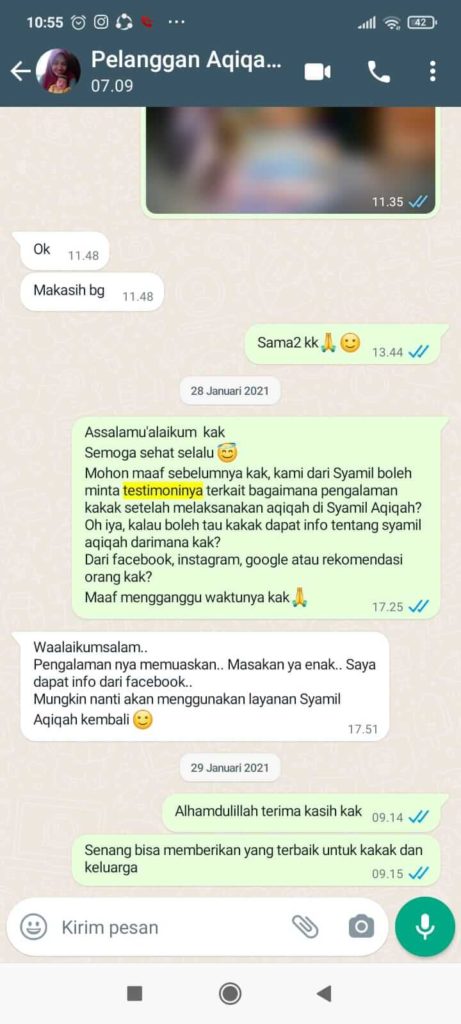 10:55 ...
42
Pelanggan Aqiqa...
07.09
11.35
Ok 11.48
Makasih bg 11.48
Sama2 kk🙏🙂 13.44
28 Januari 2021
Assalamu'alaikum kak
Semoga sehat selalu 😇
Mohon maaf sebelumnya kak, kami dari Syamil boleh
minta testimoninya terkait bagaimana pengalaman
kakak setelah melaksanakan aqiqah di Syamil Aqiqah?
Oh iya, kalau boleh tau kakak dapat info tentang syamil
aqiqah darimana kak?
Dari facebook, instagram, google atau rekomendasi
orang kak?
Maaf mengganggu waktunya kak🙏
17.25
Waalaikumsalam..
Pengalaman nya memuaskan.. Masakan ya enak.. Saya
dapat info dari facebook..
Mungkin nanti akan menggunakan layanan Syamil
Aqiqah kembali 🙂
17.51
29 Januari 2021
Alhamdulillah terima kasih kak 09.14
Senang bisa memberikan yang terbaik untuk kakak dan
keluarga
09.15
Kirim pesan